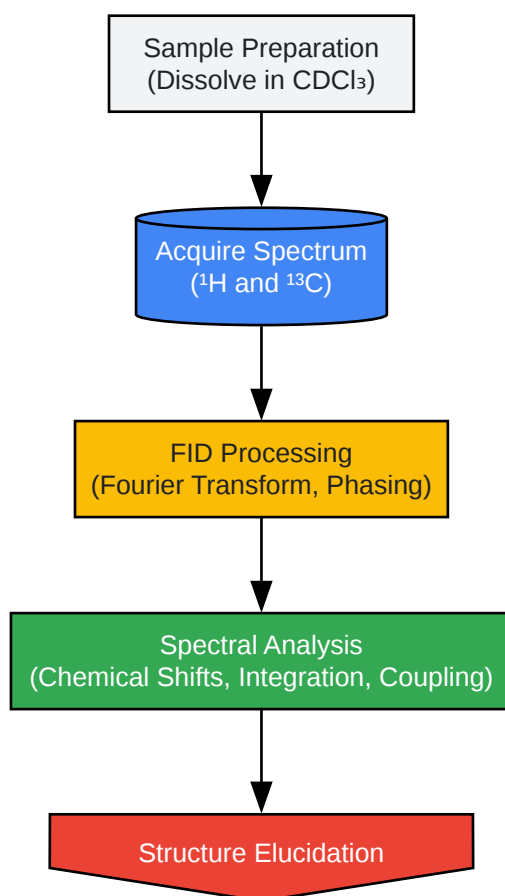 Sample Preparation
(Dissolve in CDCl₃)
Acquire Spectrum
(¹H and ¹³C)
FID Processing
(Fourier Transform, Phasing)
Spectral Analysis
(Chemical Shifts, Integration, Coupling)
Structure Elucidation